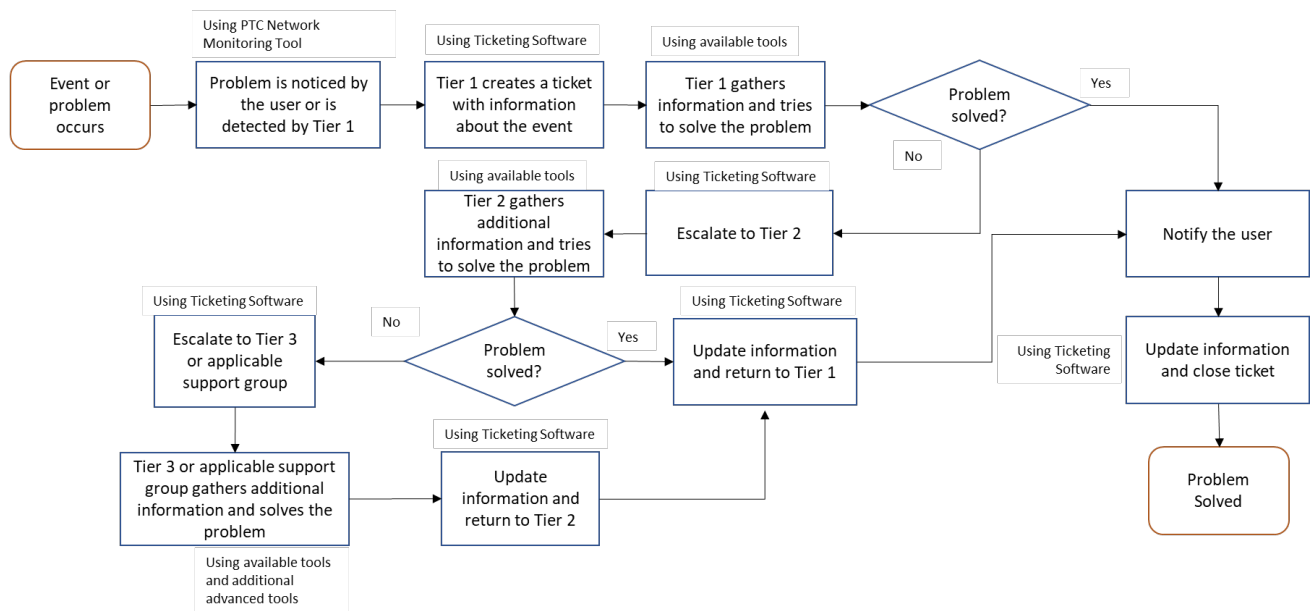 Using PTC Network
Monitoring Tool
Using Ticketing Software
Using available tools
Event or
problem
occurs
Problem is noticed by
the user or is
detected by Tier 1
Tier 1 creates a ticket
with information
about the event
Tier 1 gathers
information and tries
to solve the problem
Problem
solved?
Yes
No
Using available tools
Using Ticketing Software
Tier 2 gathers
additional
information and tries
to solve the problem
Escalate to Tier 2
Notify the user
Using Ticketing Software
No
Yes
Using Ticketing Software
Escalate to Tier 3
or applicable
support group
Problem
solved?
Update information
and return to Tier 1
Using Ticketing
Software
Update information
and close ticket
Using Ticketing Software
Tier 3 or applicable support
group gathers additional
information and solves the
problem
Update
information and
return to Tier 2
Problem
Solved
Using available tools
and additional
advanced tools